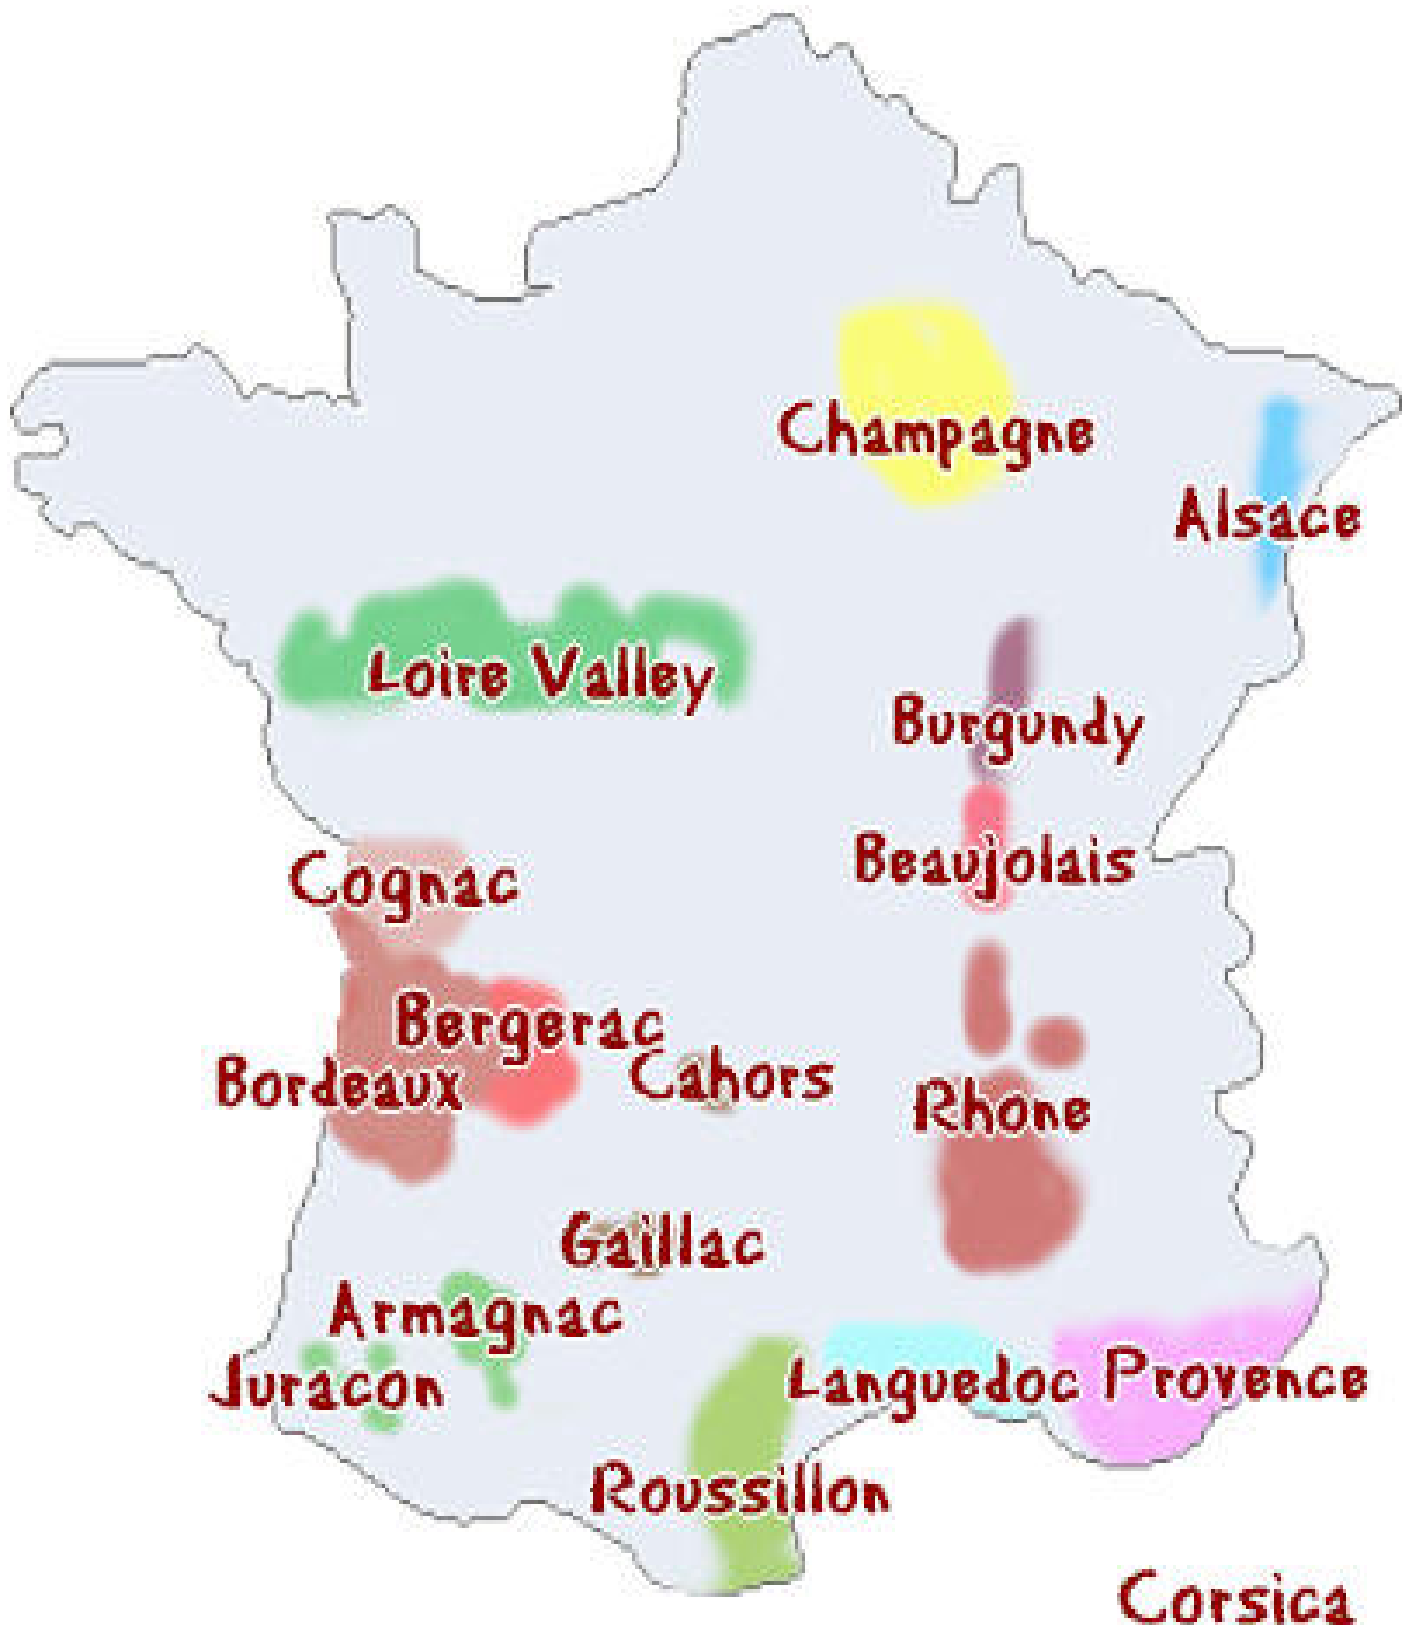 Champagne
Alsace
Loire Valley
Burgundy
Beaujolais
Cognac
Bergerac
Cahors
Bordeaux
Rhone
Gaillac
Armagnac
Juracon
Languedoc
Provence
Roussillon
Corsica